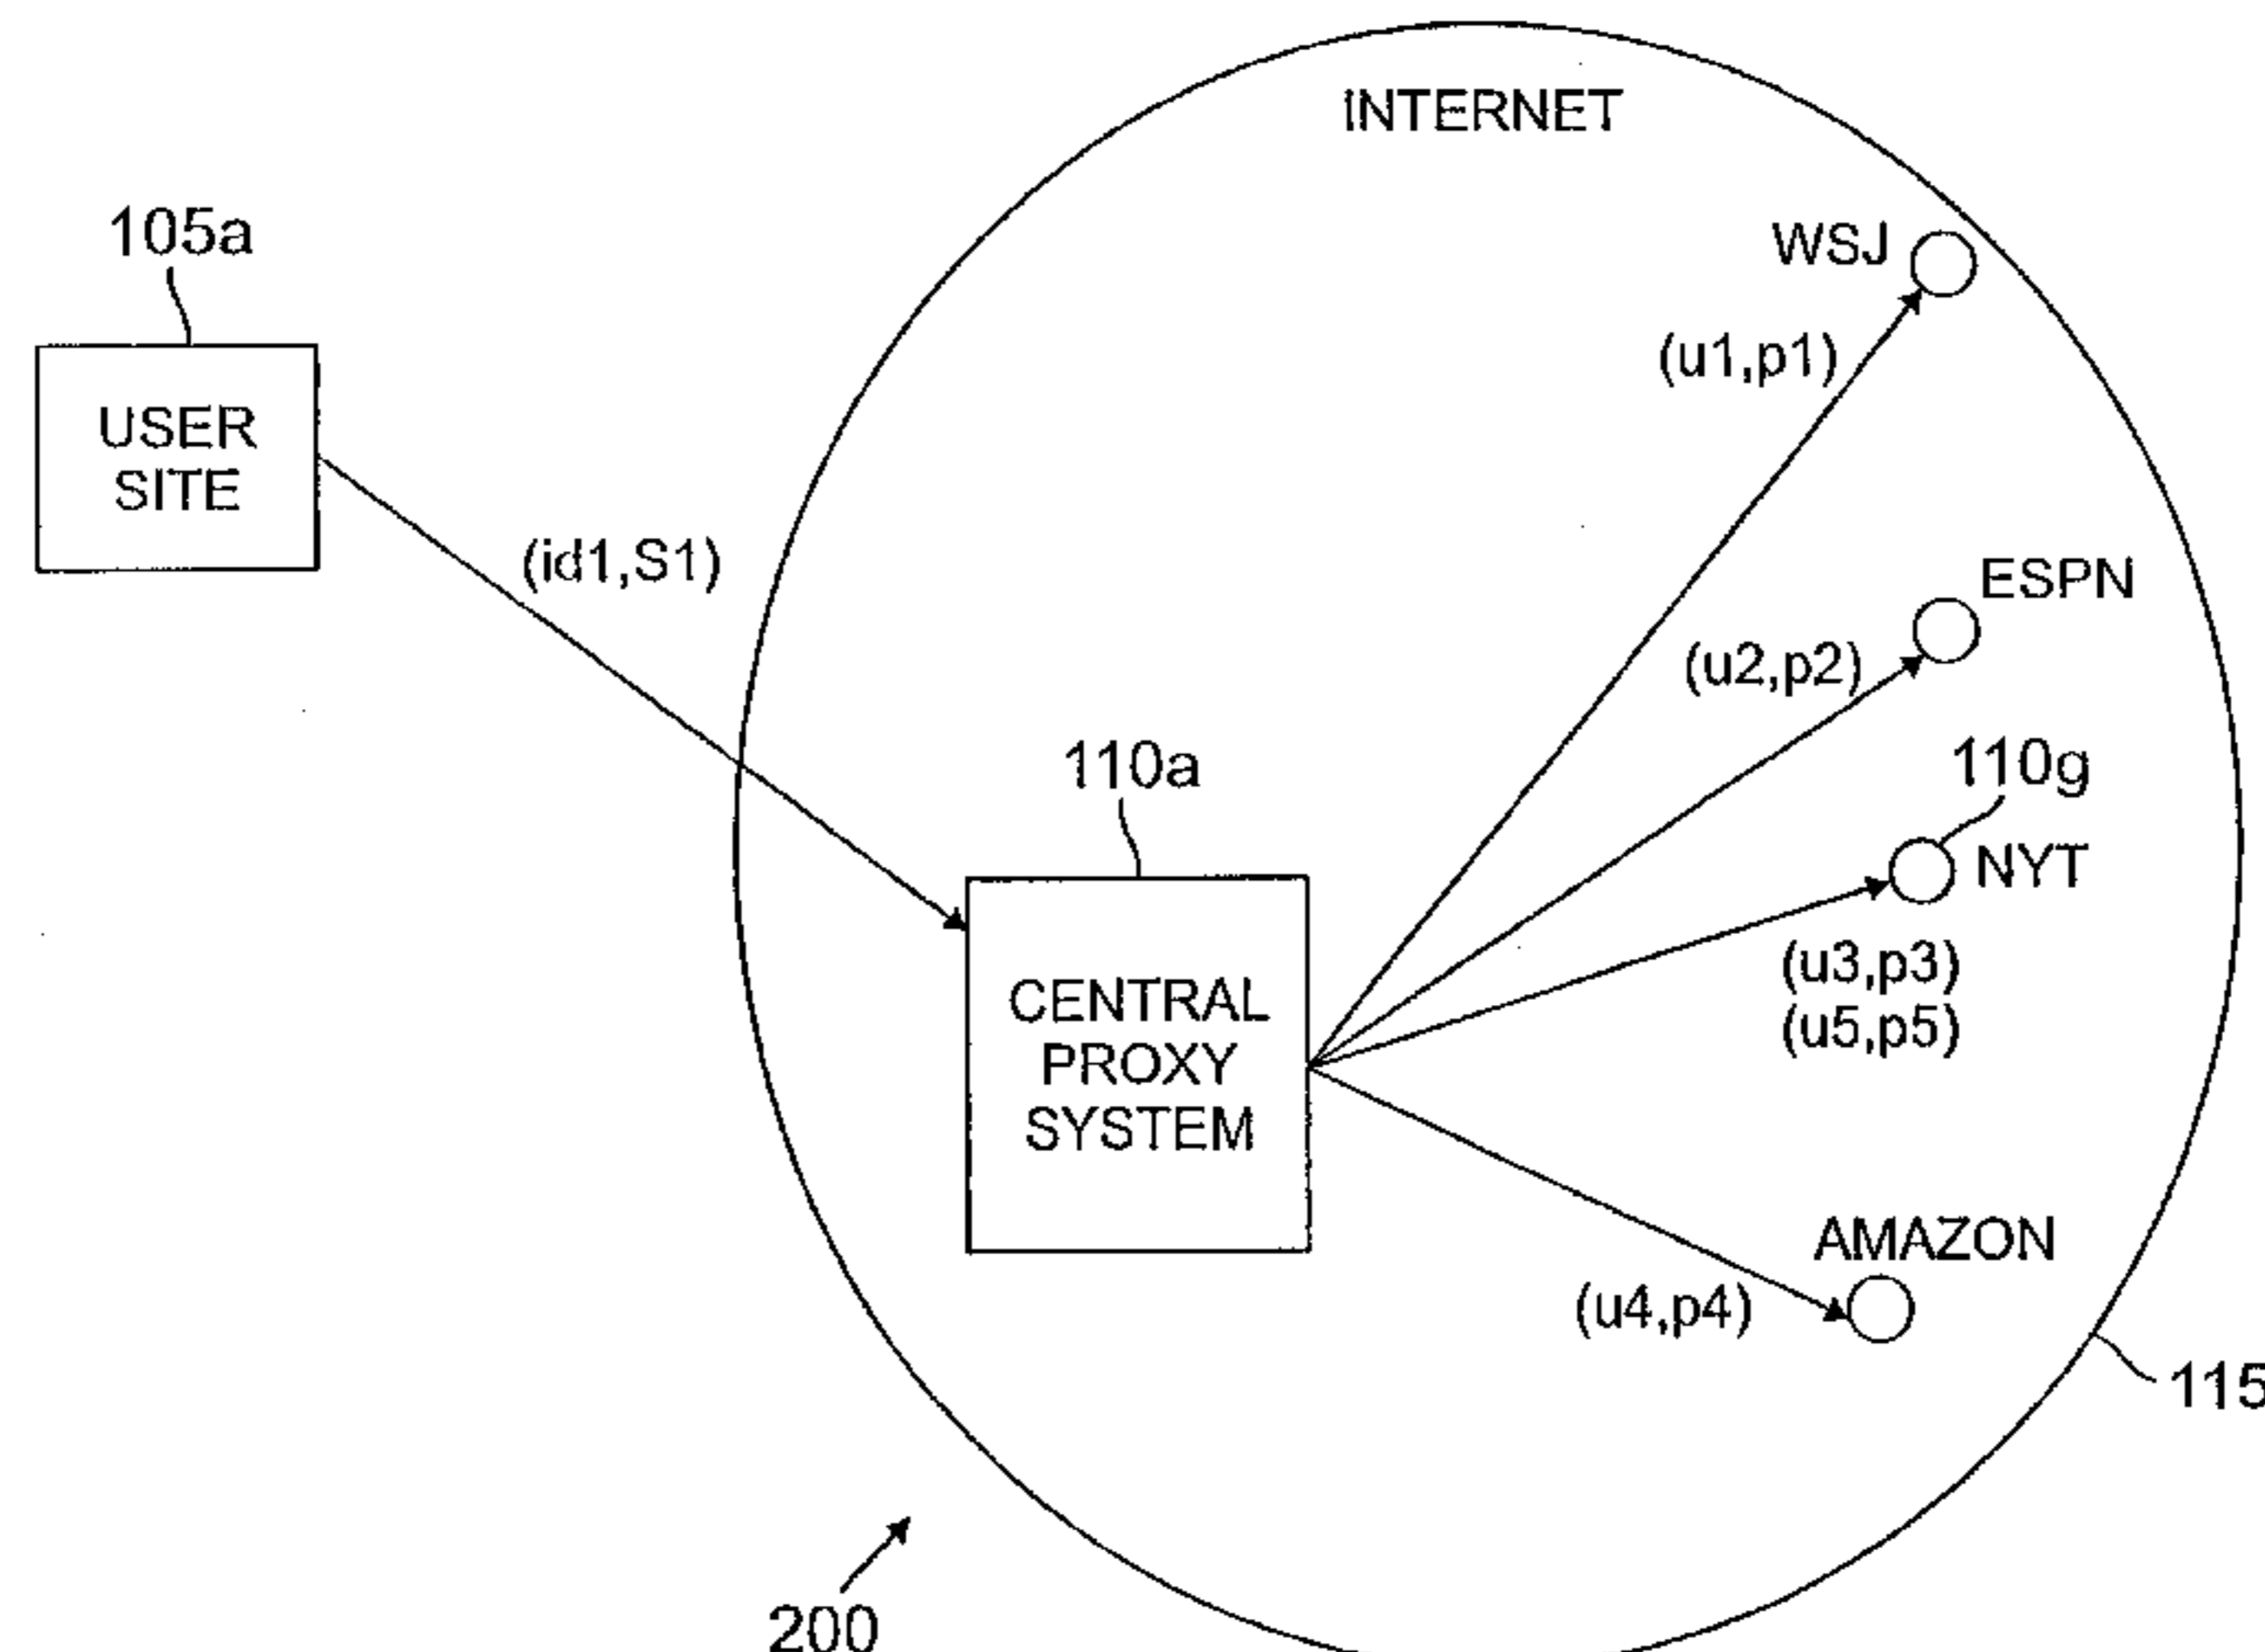 INTERNET
105a
WSJ
(u1,p1)
USER
SITE
(id1,S1)
ESPN
(u2,p2)
110a
110g
NYT
(u3,p3)
(u5,p5)
CENTRAL
PROXY
SYSTEM
AMAZON
(u4,p4)
115
200